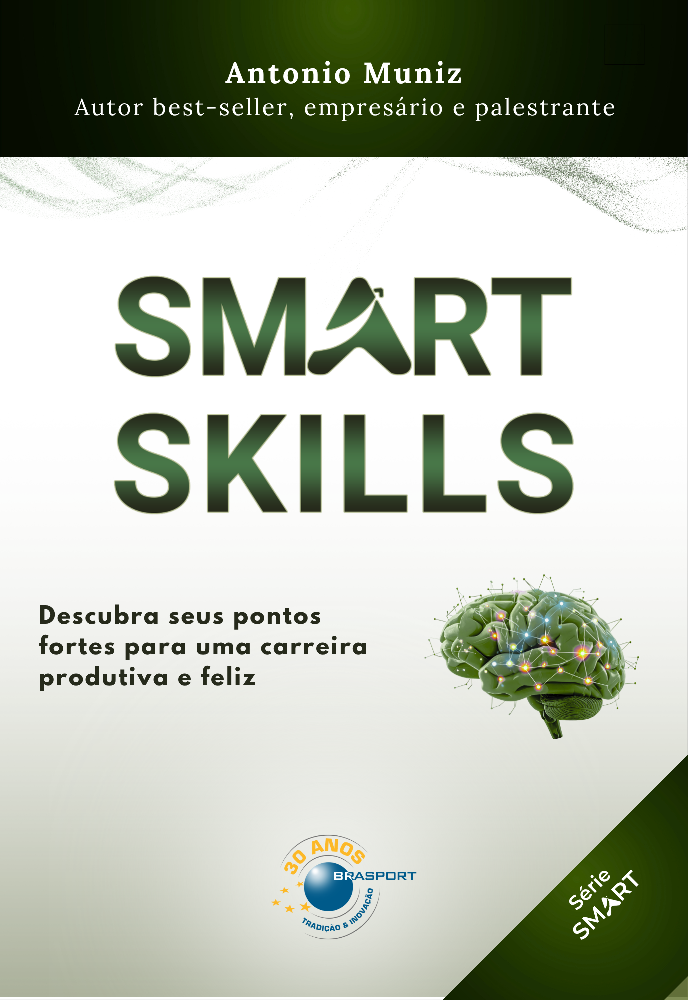 Antonio Muniz
Autor best-seller, empresário e palestrante
SMART
SKILLS
Descubra seus pontos
fortes para uma carreira
produtiva e feliz
30 ANOS
BRASPORT
TRADIÇÃO & INOVAÇÃO
Série
SMART